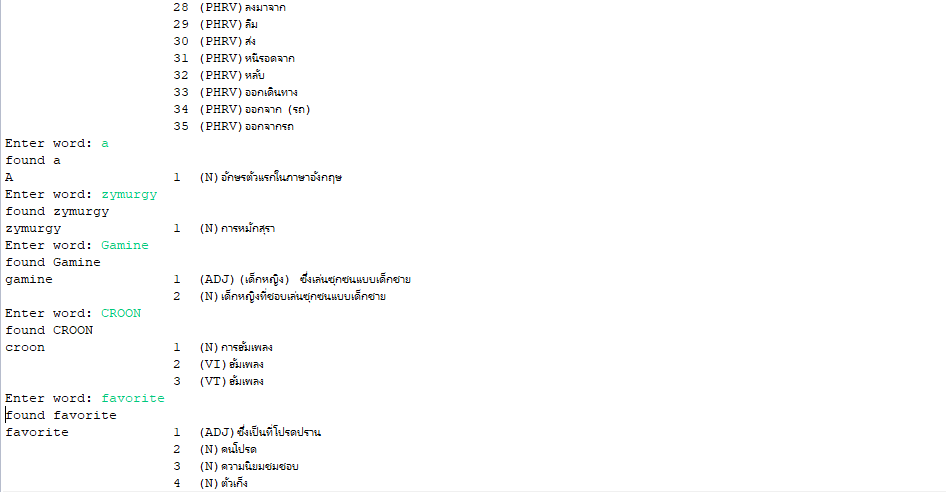 28 (PHRV) ลงมาจาก
29 (PHRV) ลืม
30 (PHRV) ส่ง
31 (PHRV) หนีรอดจาก
32 (PHRV) หลับ
33 (PHRV) ออกเดินทาง
34 (PHRV) ออกจาก (รถ)
35 (PHRV) ออกจากรถ
Enter word: a
found a
A 1 (N) อักษรตัวแรกในภาษาอังกฤษ
Enter word: zymurgy
found zymurgy
zymurgy 1 (N) การหมักสุรา
Enter word: Gamine
found Gamine
gamine 1 (ADJ) (เด็กหญิง) ซึ่งเล่นซุกซนแบบเด็กชาย
2 (N) เด็กหญิงที่ชอบเล่นซุกซนแบบเด็กชาย
Enter word: CROON
found CROON
croon 1 (N) การฮัมเพลง
2 (VI) ฮัมเพลง
3 (VT) ฮัมเพลง
Enter word: favorite
found favorite
favorite 1 (ADJ) ซึ่งเป็นที่โปรดปราน
2 (N) คนโปรด
3 (N) ความนิยมชมชอบ
4 (N) ตัวเก็ง